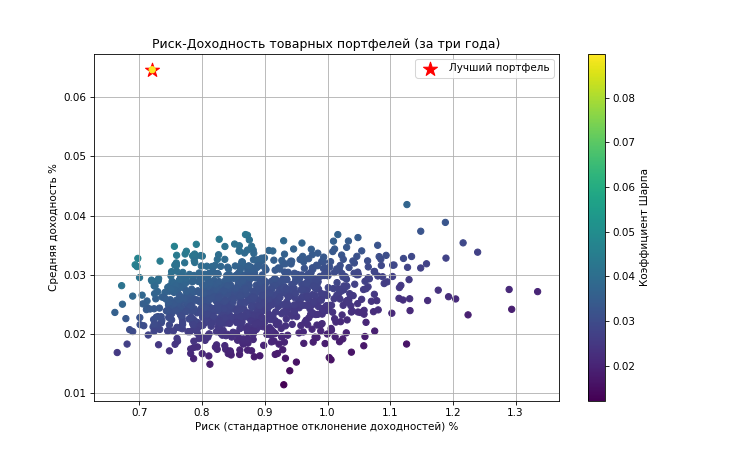 Риск-Доходность товарных портфелей (за три года)
Лучший портфель
Средняя доходность %
0.06
0.05
0.04
0.03
0.02
0.01
0.7 0.8 0.9 1.0 1.1 1.2 1.3
Риск (стандартное отклонение доходностей) %
0.08
0.07
0.06
0.05
0.04
0.03
0.02
Коэффициент Шарпа